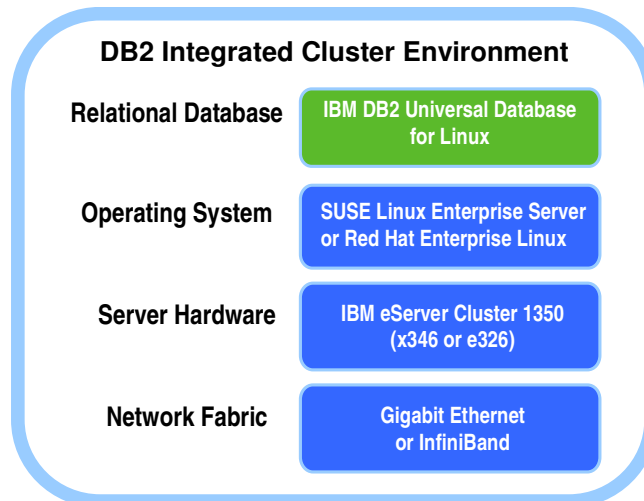 DB2 Integrated Cluster Environment
Relational Database
IBM DB2 Universal Database
for Linux
Operating System
SUSE Linux Enterprise Server
or Red Hat Enterprise Linux
Server Hardware
IBM eServer Cluster 1350
(x346 or e326)
Network Fabric
Gigabit Ethernet
or InfiniBand